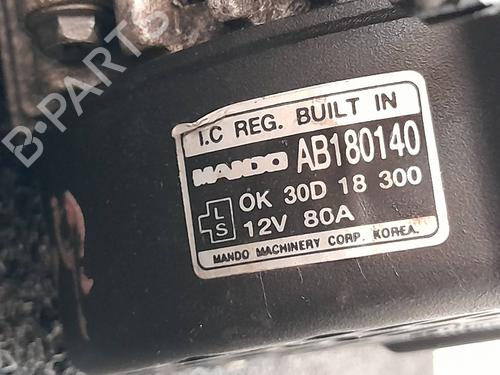 B-PARTS
I.C REG. BUILT IN
MANDO AB180140
OK 30D 18 300
L S 12V 80A
MANDO MACHINERY CORP. KOREA.